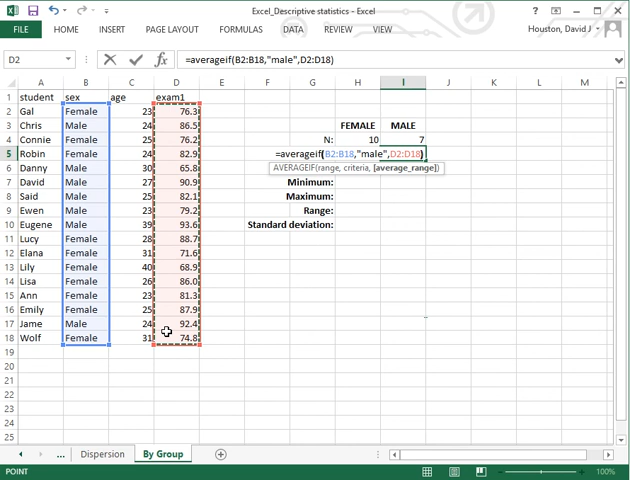 Excel_Descriptive statistics - Excel
FILE HOME INSERT PAGE LAYOUT FORMULAS DATA REVIEW VIEW Houston, David J
D2 =averageif(B2:B18,"male",D2:D18)
A B C D E F G H I J K L M
1 student sex age exam1
2 Gal Female 23 76.3
3 Chris Male 24 86.5 FEMALE MALE
4 Connie Female 25 76.2 N: 10 7
5 Robin Female 24 82.9 =averageif(B2:B18,"male",D2:D18)
6 Danny Male 30 65.8 AVERAGEIF(range, criteria, [average_range])
7 David Male 27 90.9 Minimum:
8 Said Male 25 82.1 Maximum:
9 Ewen Male 23 79.2 Range:
10 Eugene Male 39 93.6 Standard deviation:
11 Lucy Female 28 88.7
12 Elana Female 31 71.6
13 Lily Female 40 68.9
14 Lisa Female 26 86.0
15 Ann Female 23 81.3
16 Emily Female 25 87.9
17 Jame Male 24 92.4
18 Wolf Female 31 74.8
19
20
21
22
23
24
25
... Dispersion By Group
POINT 100%